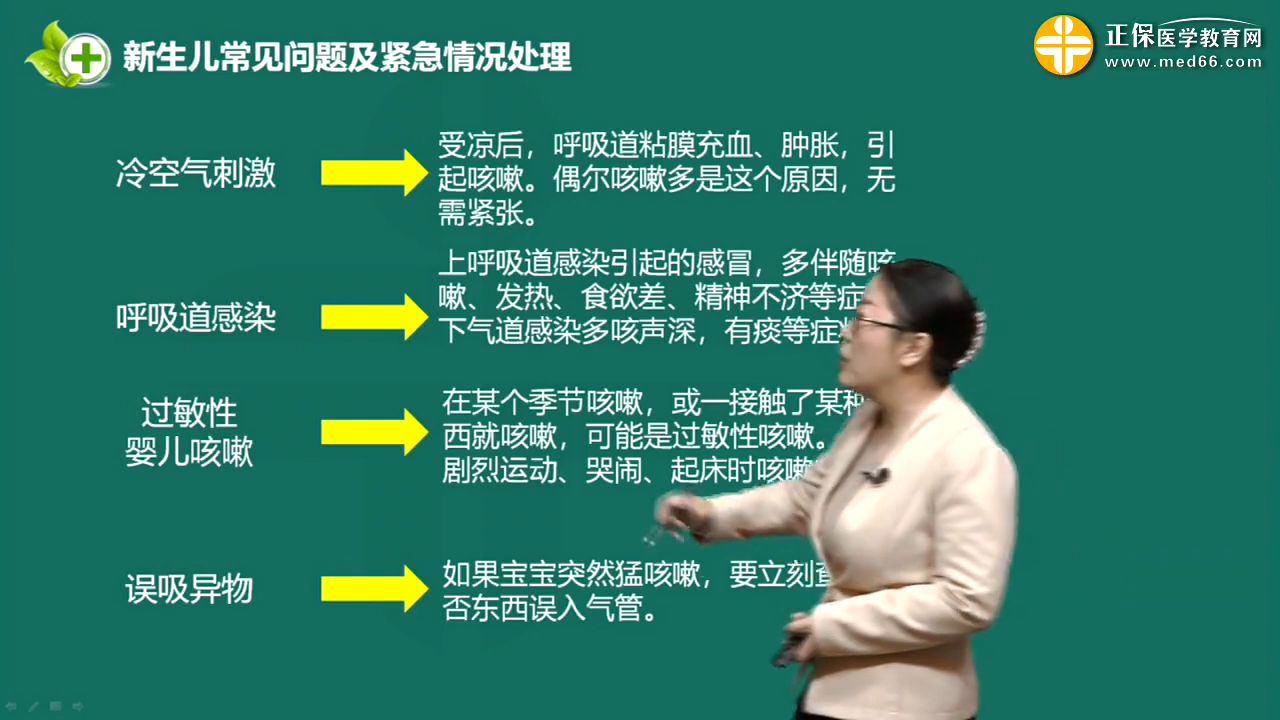 新生儿常见问题及紧急情况处理
正保医学教育网
www.med66.com
冷空气刺激
受凉后，呼吸道粘膜充血、肿胀，引
起咳嗽。偶尔咳嗽多是这个原因，无
需紧张。
呼吸道感染
上呼吸道感染引起的感冒，多伴随咳
嗽、发热、食欲差、精神不济等症
下气道感染多咳声深，有痰等症
过敏性
婴儿咳嗽
在某个季节咳嗽，或一接触了某种
西就咳嗽，可能是过敏性咳嗽。
剧烈运动、哭闹、起床时咳嗽
误吸异物
如果宝宝突然猛咳嗽，要立刻
否东西误入气管。